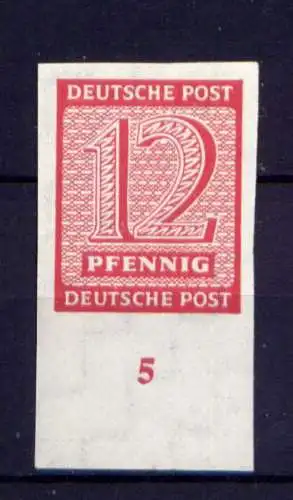 DEUTSCHE POST
12
PFENNIG
DEUTSCHE POST
5